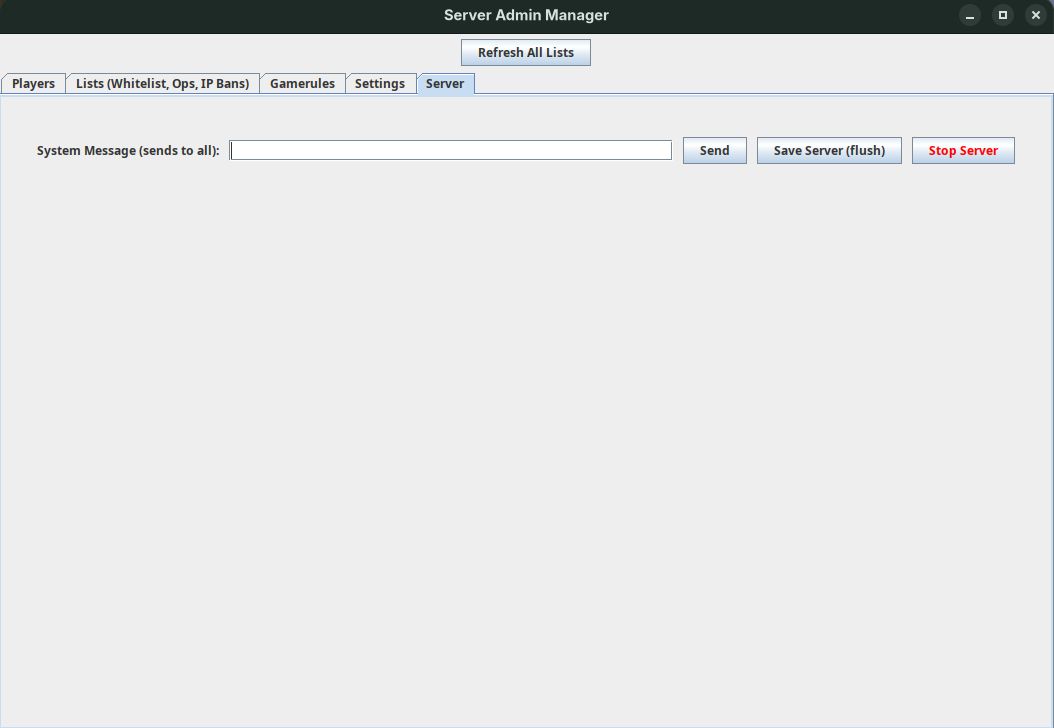 Server Admin Manager
Refresh All Lists
Players Lists (Whitelist, Ops, IP Bans) Gamerules Settings Server
System Message (sends to all): Send Save Server (flush) Stop Server